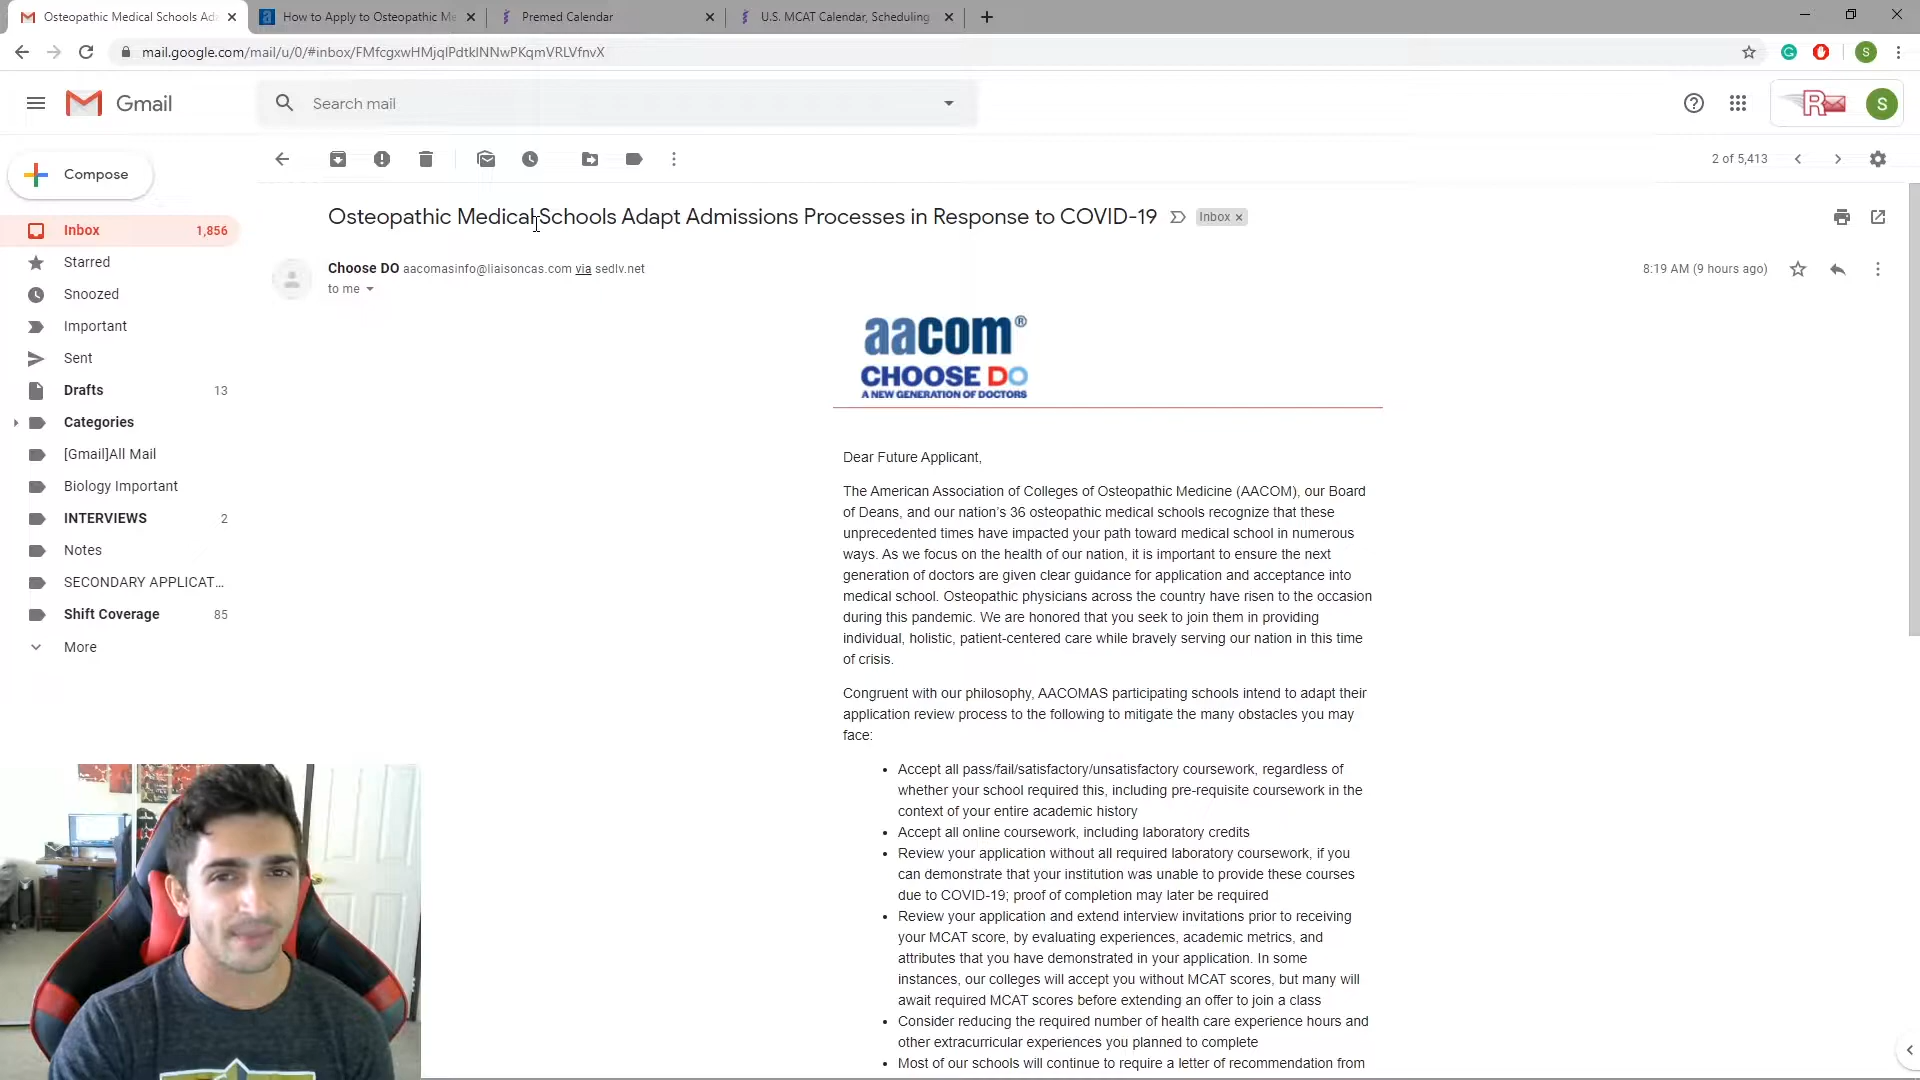 Osteopathic Medical Schools Ada
How to Apply to Osteopathic Me
Premed Calendar
U.S. MCAT Calendar, Scheduling
mail.google.com/mail/u/0/#inbox/FMfcgxwHMjqlPdtklNNwPKqmVRLVfnvX
S
Gmail
Search mail
R
S
Compose
2 of 5,413
Inbox 1,856
Starred
Snoozed
Important
Sent
Drafts 13
Categories
[Gmail]All Mail
Biology Important
INTERVIEWS 2
Notes
SECONDARY APPLICAT...
Shift Coverage 85
More
Osteopathic Medical Schools Adapt Admissions Processes in Response to COVID-19
Inbox ×
Choose DO aacomasinfo@liaisoncas.com via sedlv.net
8:19 AM (9 hours ago)
to me
aacom®
CHOOSE DO
A NEW GENERATION OF DOCTORS
Dear Future Applicant,
The American Association of Colleges of Osteopathic Medicine (AACOM), our Board
of Deans, and our nation's 36 osteopathic medical schools recognize that these
unprecedented times have impacted your path toward medical school in numerous
ways. As we focus on the health of our nation, it is important to ensure the next
generation of doctors are given clear guidance for application and acceptance into
medical school. Osteopathic physicians across the country have risen to the occasion
during this pandemic. We are honored that you seek to join them in providing
individual, holistic, patient-centered care while bravely serving our nation in this time
of crisis.
Congruent with our philosophy, AACOMAS participating schools intend to adapt their
application review process to the following to mitigate the many obstacles you may
face:
• Accept all pass/fail/satisfactory/unsatisfactory coursework, regardless of
whether your school required this, including pre-requisite coursework in the
context of your entire academic history
• Accept all online coursework, including laboratory credits
• Review your application without all required laboratory coursework, if you
can demonstrate that your institution was unable to provide these courses
due to COVID-19; proof of completion may later be required
• Review your application and extend interview invitations prior to receiving
your MCAT score, by evaluating experiences, academic metrics, and
attributes that you have demonstrated in your application. In some
instances, our colleges will accept you without MCAT scores, but many will
await required MCAT scores before extending an offer to join a class
• Consider reducing the required number of health care experience hours and
other extracurricular experiences you planned to complete
• Most of our schools will continue to require a letter of recommendation from